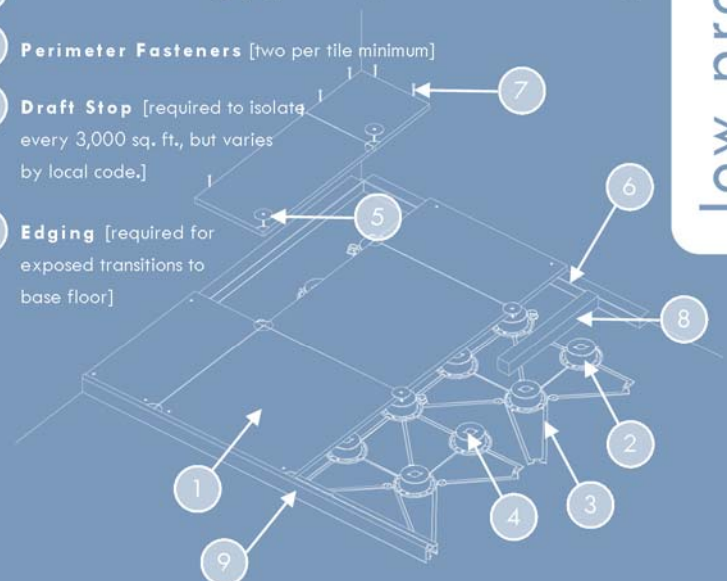 Perimeter Fasteners [two per tile minimum]
Draft Stop [required to isolate
every 3,000 sq. ft., but varies
by local code.]
Edging [required for
exposed transitions to
base floor]
7
5
6
8
2
1
3
4
9
low pro